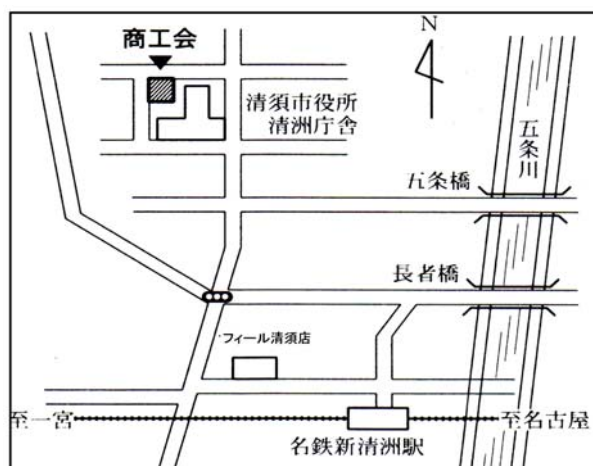 商工会
N
清須市役所
清洲庁舎
五条川
五条橋
長者橋
フィール清須店
至一宮
至名古屋
名鉄新清洲駅